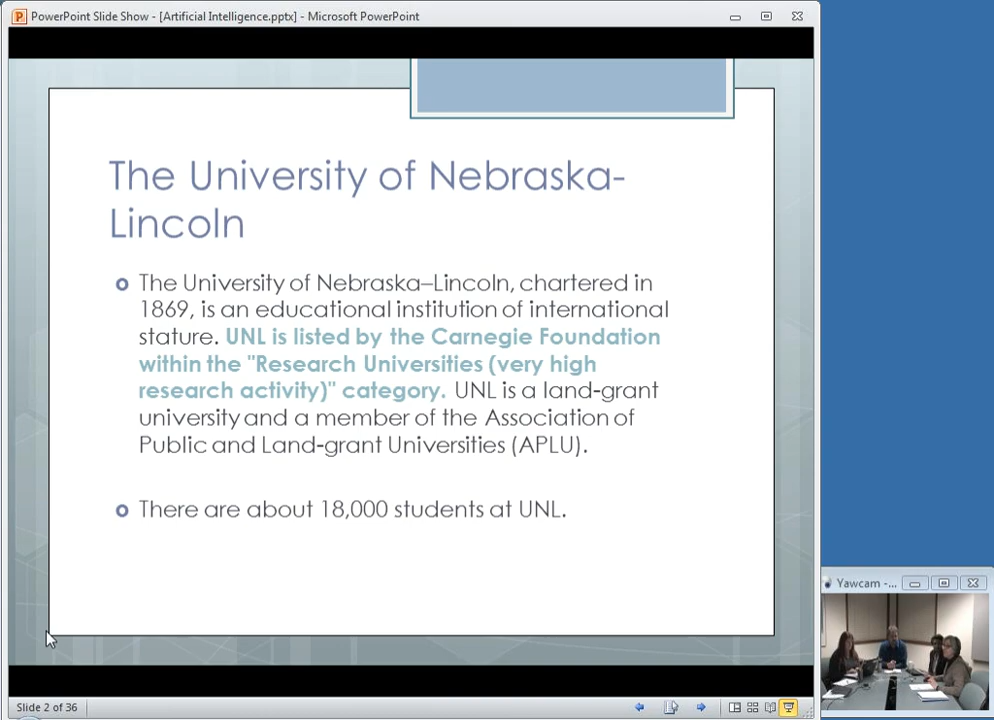 PowerPoint Slide Show - [Artificial Intelligence.pptx] - Microsoft PowerPoint
The University of Nebraska-
Lincoln
The University of Nebraska–Lincoln, chartered in
1869, is an educational institution of international
stature. UNL is listed by the Carnegie Foundation
within the "Research Universities (very high
research activity)" category. UNL is a land-grant
university and a member of the Association of
Public and Land-grant Universities (APLU).
There are about 18,000 students at UNL.
Yawcam -...
Slide 2 of 36